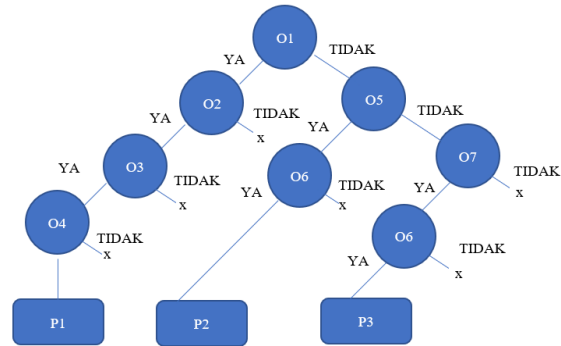 O1
YA
TIDAK
O2
O5
YA
TIDAK
x
YA
TIDAK
O3
O6
O7
YA
TIDAK
x
YA
TIDAK
x
YA
TIDAK
x
O4
O6
TIDAK
x
YA
TIDAK
x
P1
P2
P3